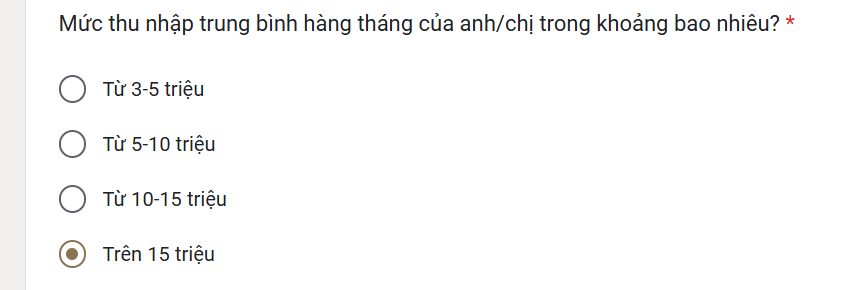 Mức thu nhập trung bình hàng tháng của anh/chị trong khoảng bao nhiêu? *
Từ 3-5 triệu
Từ 5-10 triệu
Từ 10-15 triệu
Trên 15 triệu